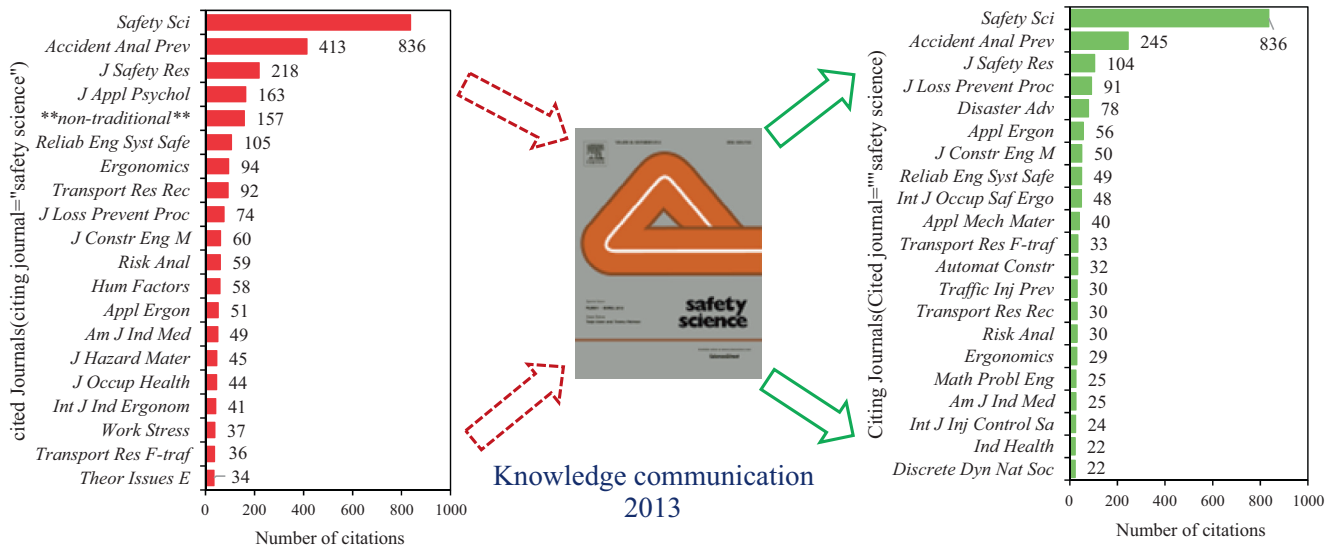 cited Journals(citing journal="safety science")
Safety Sci 836
Accident Anal Prev 413
J Safety Res 218
J Appl Psychol 163
**non-traditional** 157
Reliab Eng Syst Safe 105
Ergonomics 94
Transport Res Rec 92
J Loss Prevent Proc 74
J Constr Eng M 60
Risk Anal 59
Hum Factors 58
Appl Ergon 51
Am J Ind Med 49
J Hazard Mater 45
J Occup Health 44
Int J Ind Ergonom 41
Work Stress 37
Transport Res F-traf 36
Theor Issues E 34
0 200 400 600 800 1000
Number of citations
safety
science
Knowledge communication
2013
Citing Journals(Cited journal=""safety science)
Safety Sci 836
Accident Anal Prev 245
J Safety Res 104
J Loss Prevent Proc 91
Disaster Adv 78
Appl Ergon 56
J Constr Eng M 50
Reliab Eng Syst Safe 49
Int J Occup Saf Ergo 48
Appl Mech Mater 40
Transport Res F-traf 33
Automat Constr 32
Traffic Inj Prev 30
Transport Res Rec 30
Risk Anal 30
Ergonomics 29
Math Probl Eng 25
Am J Ind Med 25
Int J Inj Control Sa 24
Ind Health 22
Discrete Dyn Nat Soc 22
0 200 400 600 800 1000
Number of citations